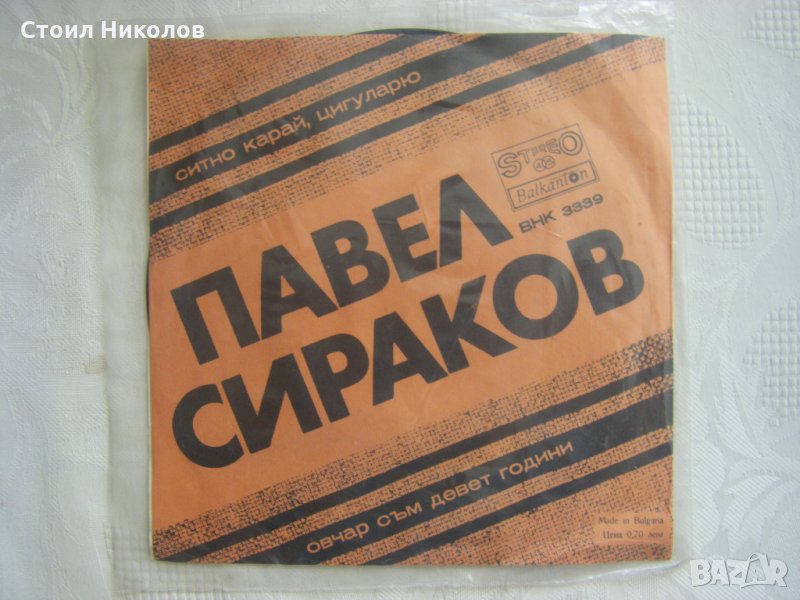 Стоил Николов
ситно карай, цигуларю
STEREO
Balkanton
ВНК 3339
ПАВЕЛ
СИРАКОВ
овчар съм девет години
Made in Bulgaria
Цена 0,70 лева
BAZAR